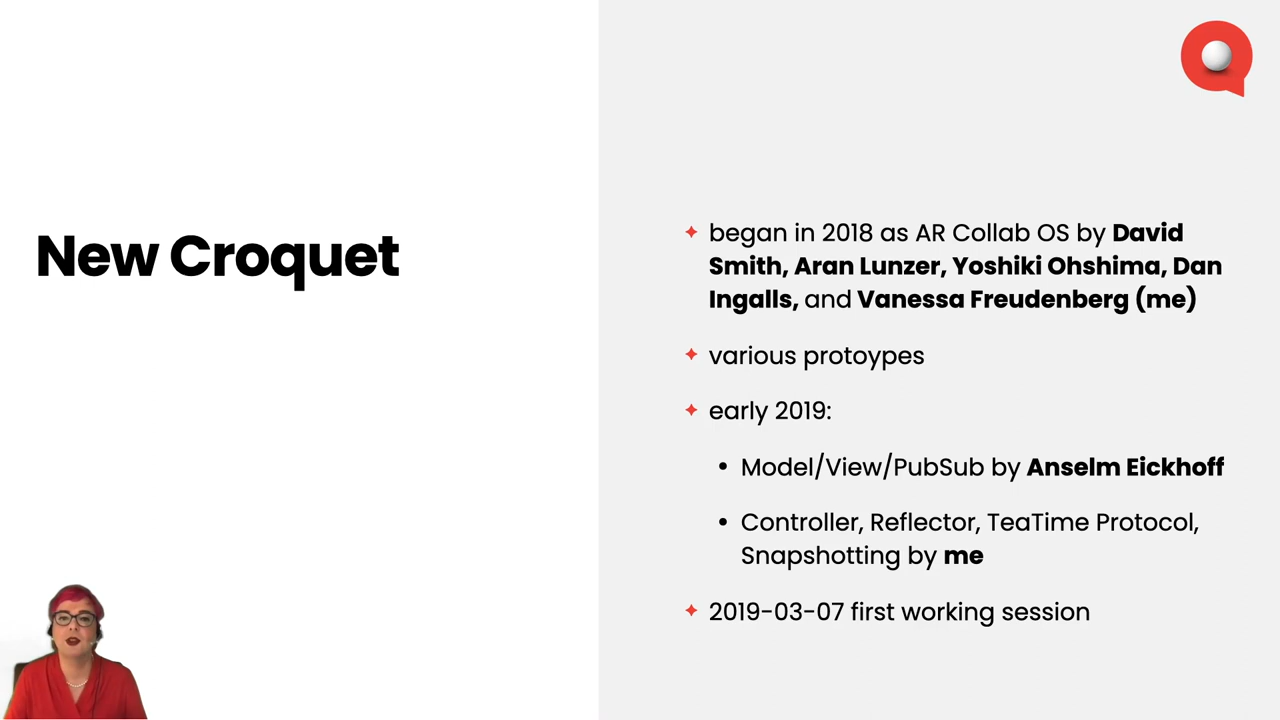 New Croquet
began in 2018 as AR Collab OS by David
Smith, Aran Lunzer, Yoshiki Ohshima, Dan
Ingalls, and Vanessa Freudenberg (me)
various protoypes
early 2019:
Model/View/PubSub by Anselm Eickhoff
Controller, Reflector, TeaTime Protocol,
Snapshotting by me
2019-03-07 first working session